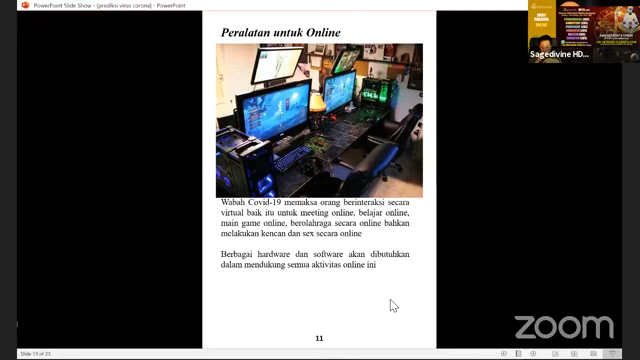 PowerPoint Slide Show - [prediksi virus corona] - PowerPoint
Peralatan untuk Online
Sagedivine HD...
Wabah Covid-19 memaksa orang berinteraksi secara
virtual baik itu untuk meeting online, belajar online,
main game online, berolahraga secara online bahkan
melakukan kencan dan sex secara online
Berbagai hardware dan software akan dibutuhkan
dalam mendukung semua aktivitas online ini
11
zoom
Slide 13 of 23